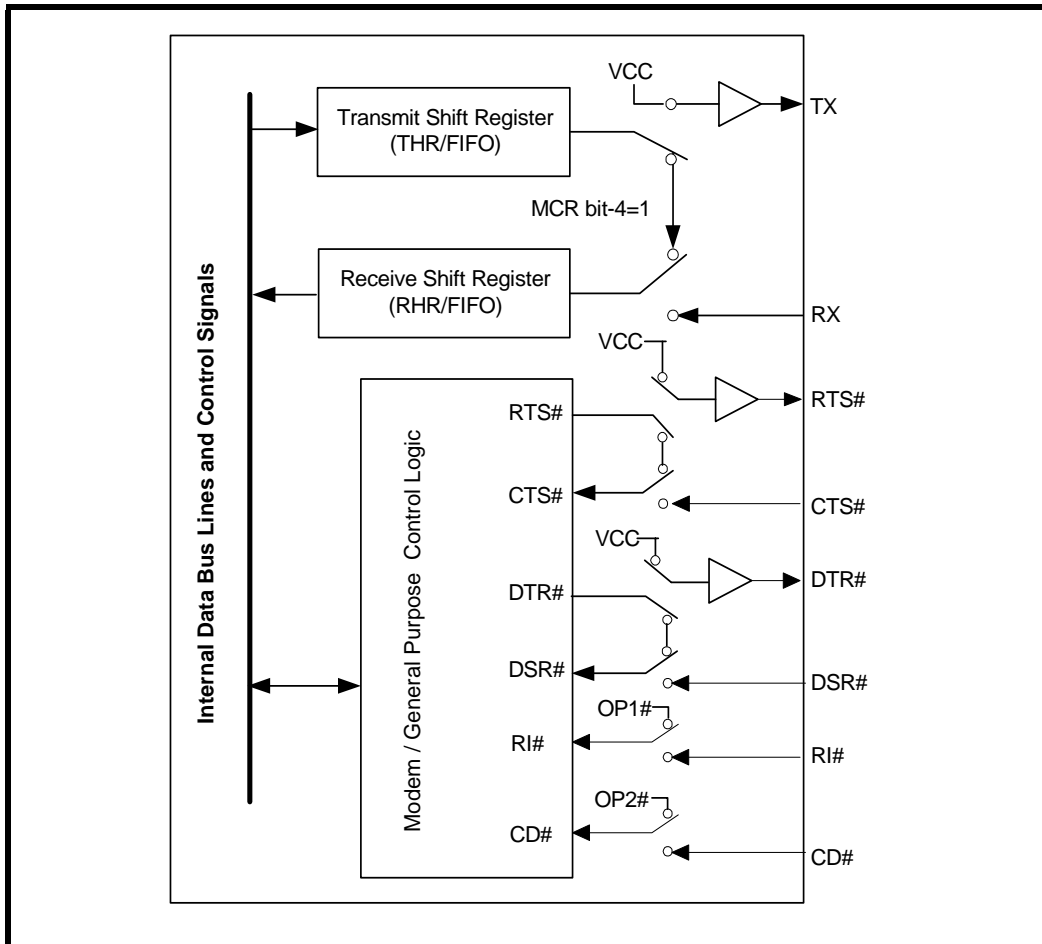 VCC
TX
Transmit Shift Register
(THR/FIFO)
MCR bit-4=1
Receive Shift Register
(RHR/FIFO)
RX
VCC
RTS#
RTS#
CTS#
CTS#
VCC
DTR#
DTR#
DSR#
DSR#
OP1#
RI#
RI#
OP2#
CD#
CD#
Internal Data Bus Lines and Control Signals
Modem / General Purpose Control Logic